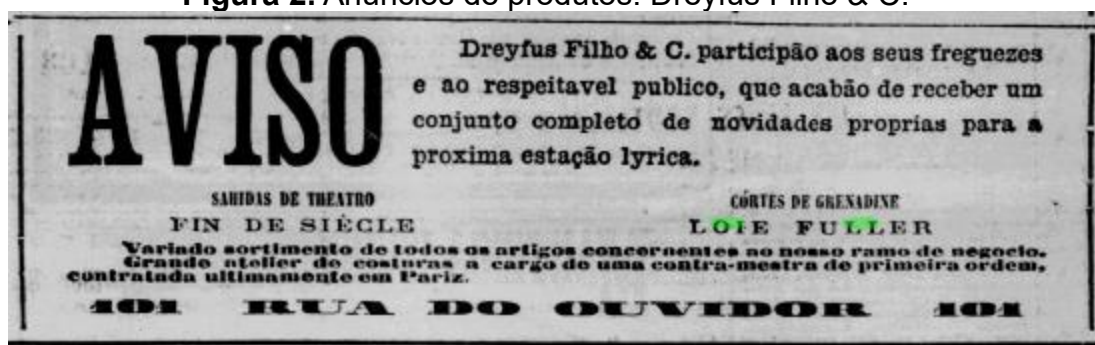 Figura 2. Anúncios de produtos: Dreyfus Filho & C.
AVISO
Dreyfus Filho & C. participão aos seus freguezes
e ao respeitavel publico, que acabão de receber um
conjunto completo de novidades proprias para a
proxima estação lyrica.
SAHIDAS DE THEATRO
FIN DE SIÈCLE
CÓRTES DE GRENADINE
LOIE FULLER
Variado sortimento de todos os artigos concernentes ao nosso ramo de negocio.
Grande atelier de costuras a cargo de uma contra-mestra de primeira ordem,
contratada ultimamente em Pariz.
101 RUA DO OUVIDOR 101